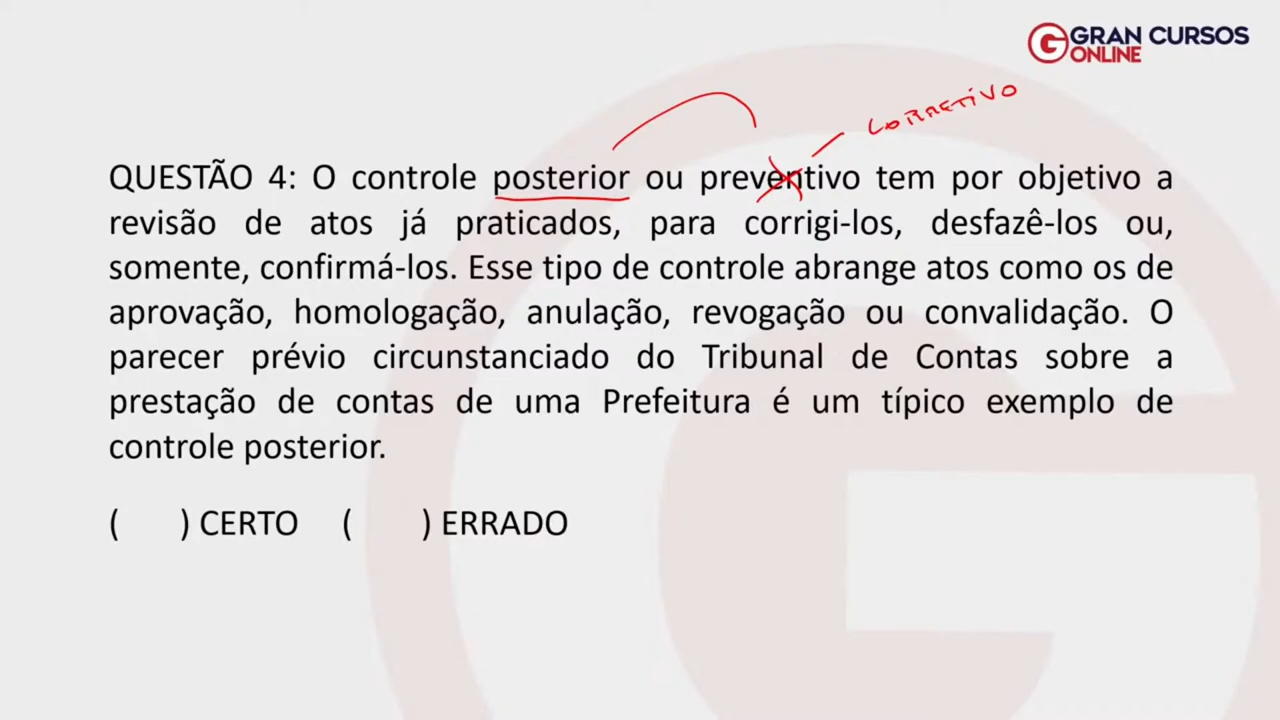 GRAN CURSOS
ONLINE
CORRETIVO
QUESTÃO 4: O controle posterior ou preventivo tem por objetivo a
revisão de atos já praticados, para corrigi-los, desfazê-los ou,
somente, confirmá-los. Esse tipo de controle abrange atos como os de
aprovação, homologação, anulação, revogação ou convalidação. O
parecer prévio circunstanciado do Tribunal de Contas sobre a
prestação de contas de uma Prefeitura é um típico exemplo de
controle posterior.
( ) CERTO ( ) ERRADO